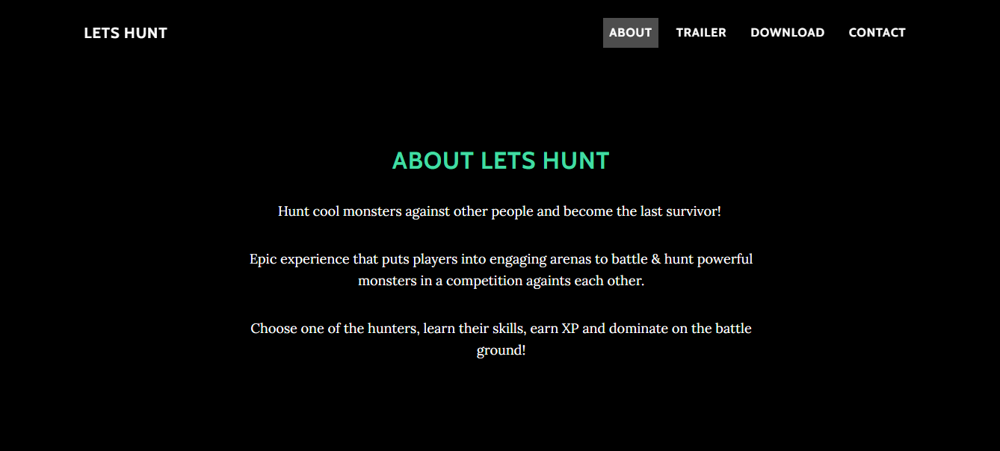 LETS HUNT
ABOUT TRAILER DOWNLOAD CONTACT
ABOUT LETS HUNT
Hunt cool monsters against other people and become the last survivor!
Epic experience that puts players into engaging arenas to battle & hunt powerful
monsters in a competition againts each other.
Choose one of the hunters, learn their skills, earn XP and dominate on the battle
ground!